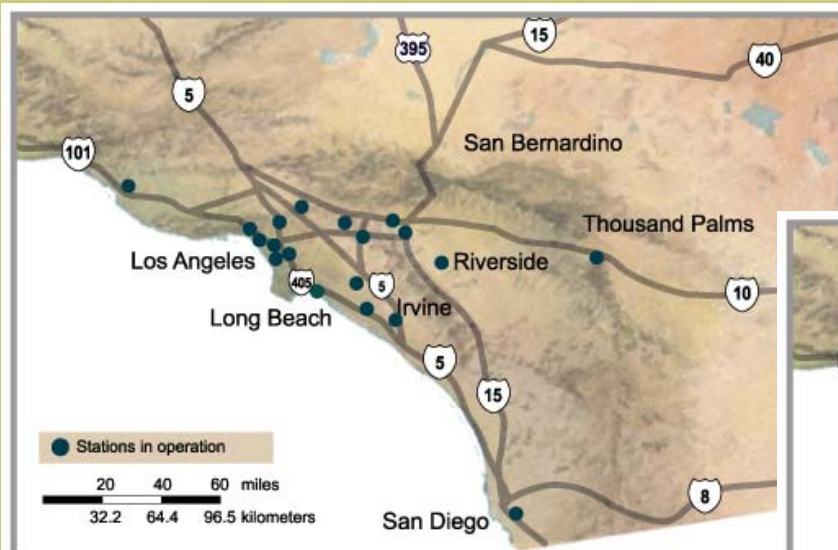 15
395
40
5
101
San Bernardino
Thousand Palms
Los Angeles
Riverside
405
5
10
Long Beach
Irvine
5
15
Stations in operation
20 40 60 miles
32.2 64.4 96.5 kilometers
8
San Diego